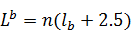 L^b = n(l_b + 2.5)